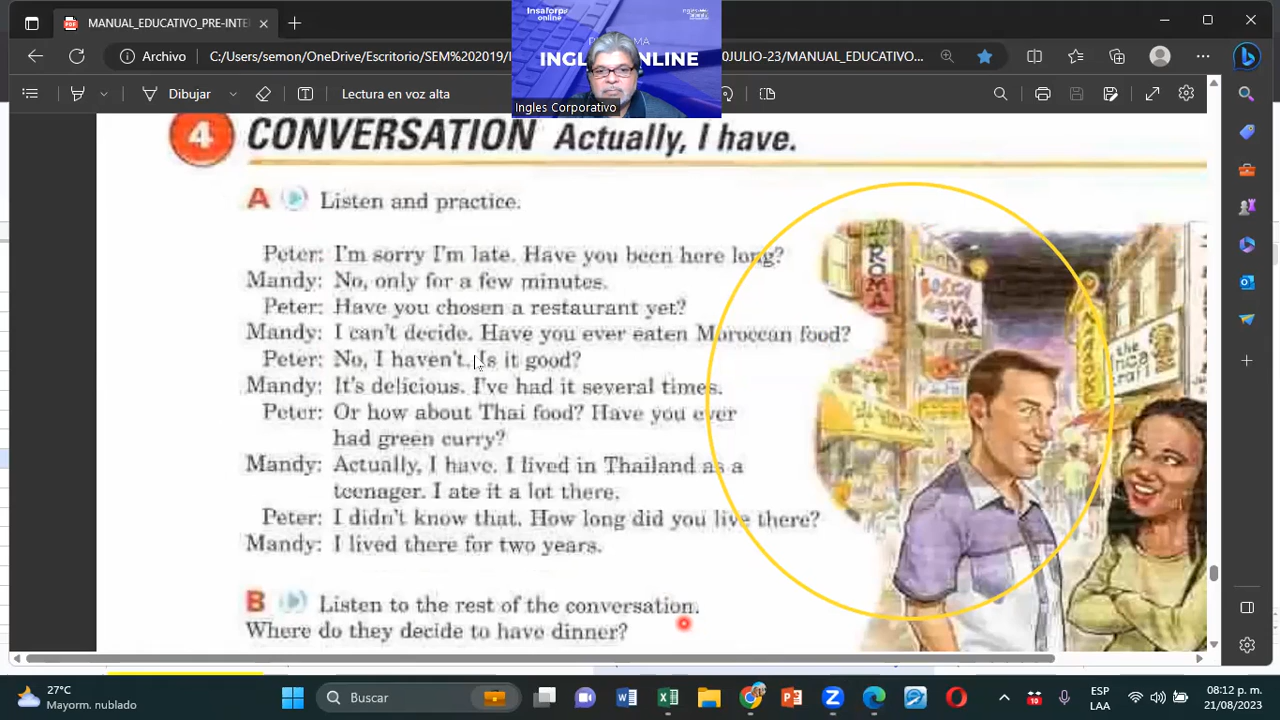 MANUAL_EDUCATIVO_PRE-INTE
Insaforp online
INGL NLINE
Archivo
C:/Users/semon/OneDrive/Escritorio/SEM%202019/
0JULIO-23/MANUAL_EDUCATIVO...
Dibujar
Lectura en voz alta
Ingles Corporativo
4 CONVERSATION Actually, I have.
A Listen and practice.
Peter: I'm sorry I'm late. Have you been here long?
Mandy: No, only for a few minutes.
Peter: Have you chosen a restaurant yet?
Mandy: I can't decide. Have you ever eaten Moroccan food?
Peter: No, I haven't. Is it good?
Mandy: It's delicious. I've had it several times.
Peter: Or how about Thai food? Have you ever
had green curry?
Mandy: Actually, I have. I lived in Thailand as a
teenager. I ate it a lot there.
Peter: I didn't know that. How long did you live there?
Mandy: I lived there for two years.
B Listen to the rest of the conversation.
Where do they decide to have dinner?
ROMA
27°C
Mayorm. nublado
Buscar
10
ESP
LAA
08:12 p. m.
21/08/2023